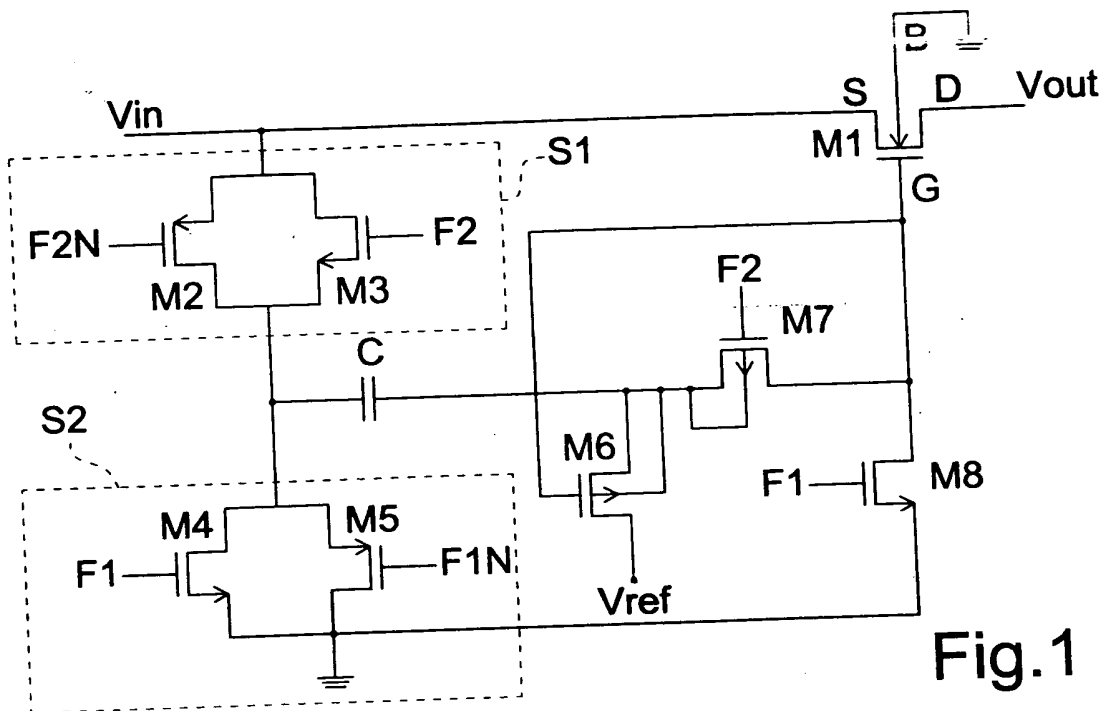 B
S D Vout
Vin
M1
S1
G
F2N F2
M2 M3
F2
M7
C
S2
M6
M8
F1
M4 M5
F1 F1N
Vref
Fig.1